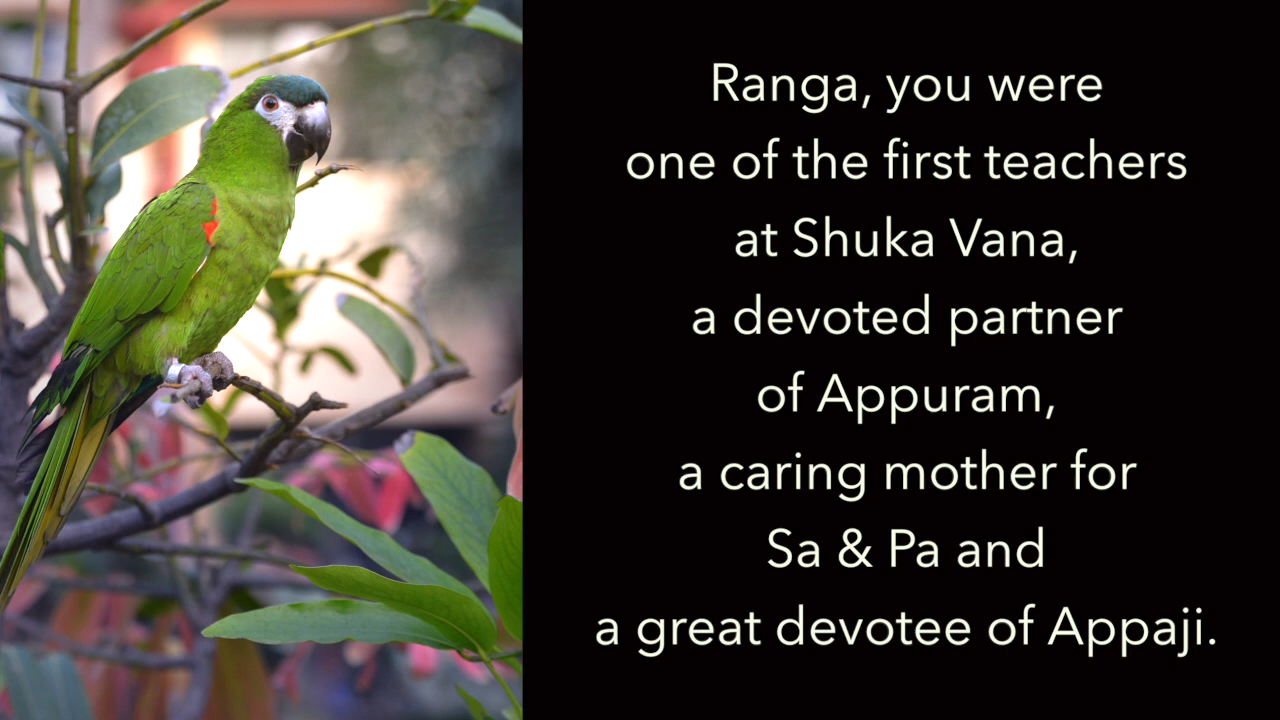 Ranga, you were
one of the first teachers
at Shuka Vana,
a devoted partner
of Appuram,
a caring mother for
Sa & Pa and
a great devotee of Appaji.